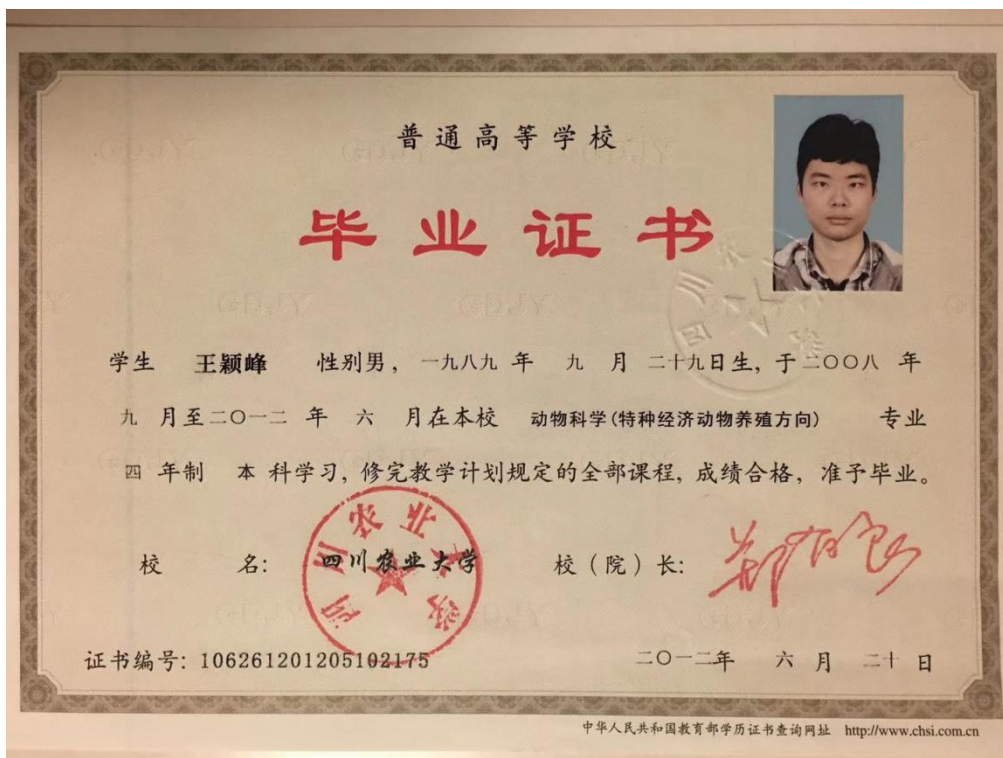 普通高等学校
毕业证书
学生 王颖峰 性别男，一九八九年 九 月 二十九日生，于二〇〇八 年
九 月至二〇一二 年 六 月在本校 动物科学(特种经济动物养殖方向) 专业
四 年制 本 科学习，修完教学计划规定的全部课程，成绩合格，准予毕业。
校 名： 四川农业大学 校（院）长： 郑有良
证书编号：106261201205102175 二〇一二年 六 月 二十 日
中华人民共和国教育部学历证书查询网址 http://www.chsi.com.cn